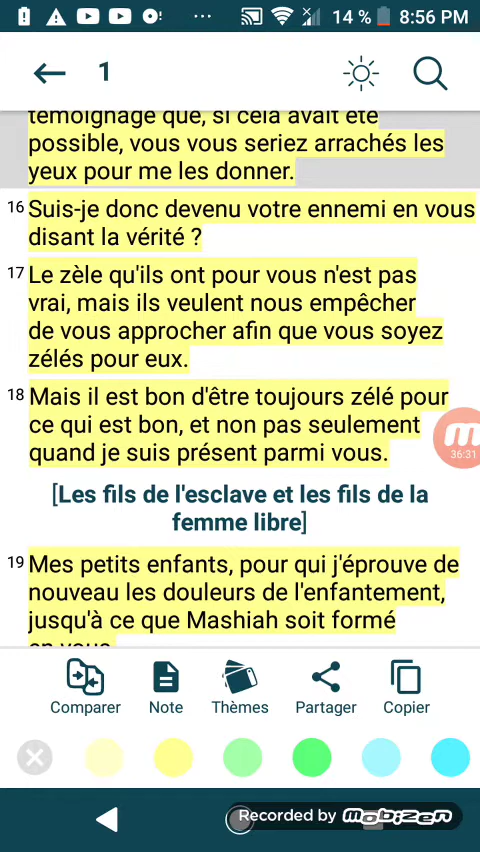 14 % 8:56 PM
1
témoignage que, si cela avait été
possible, vous vous seriez arrachés les
yeux pour me les donner.
16 Suis-je donc devenu votre ennemi en vous
disant la vérité ?
17 Le zèle qu'ils ont pour vous n'est pas
vrai, mais ils veulent nous empêcher
de vous approcher afin que vous soyez
zélés pour eux.
18 Mais il est bon d'être toujours zélé pour
ce qui est bon, et non pas seulement
quand je suis présent parmi vous.
36:31
[Les fils de l'esclave et les fils de la
femme libre]
19 Mes petits enfants, pour qui j'éprouve de
nouveau les douleurs de l'enfantement,
jusqu'à ce que Mashiah soit formé
en vous
Comparer Note Thèmes Partager Copier
Recorded by Mobizen